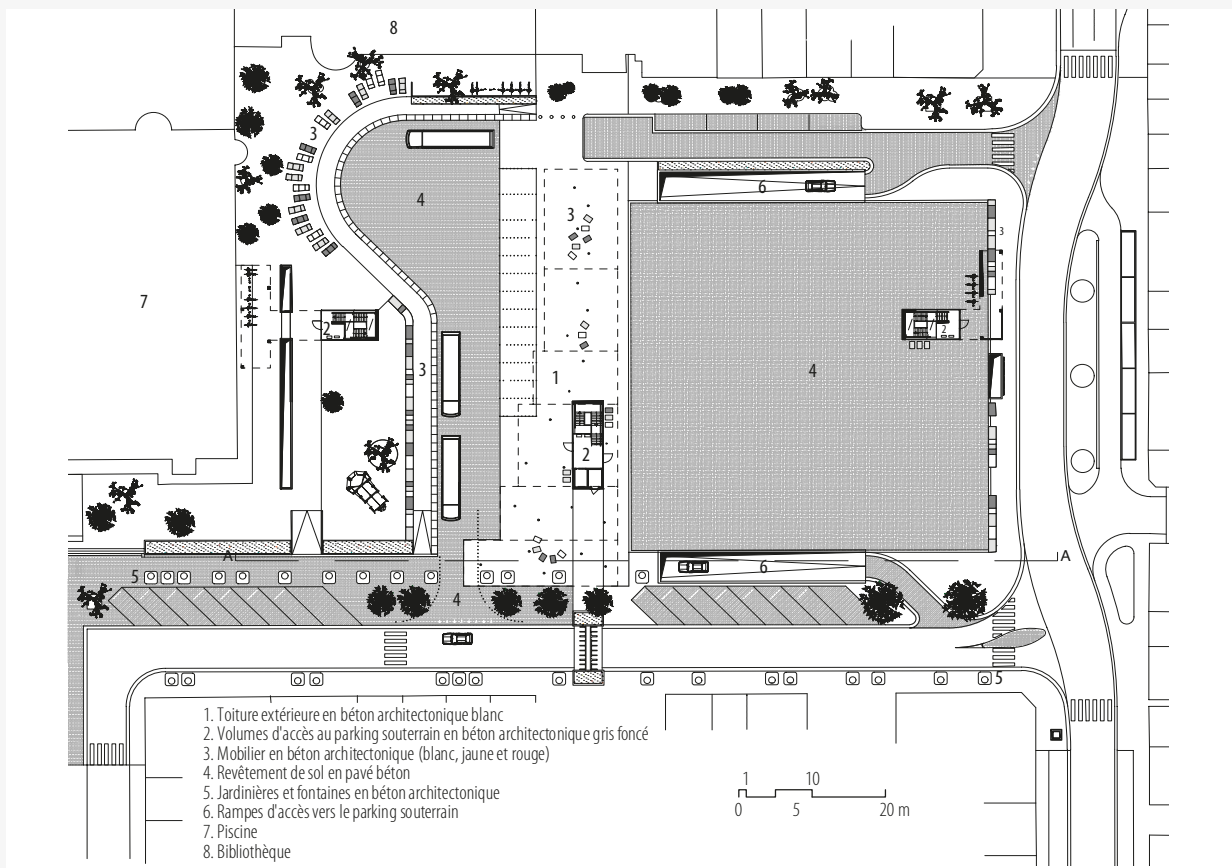 8
3
6
4
3
3
7
2
2
3
1
4
2
A
A
5
6
4
5
1. Toiture extérieure en béton architectonique blanc
2. Volumes d'accès au parking souterrain en béton architectonique gris foncé
3. Mobilier en béton architectonique (blanc, jaune et rouge)
4. Revêtement de sol en pavé béton
5. Jardinières et fontaines en béton architectonique
6. Rampes d'accès vers le parking souterrain
7. Piscine
8. Bibliothèque
1 10
0 5 20 m